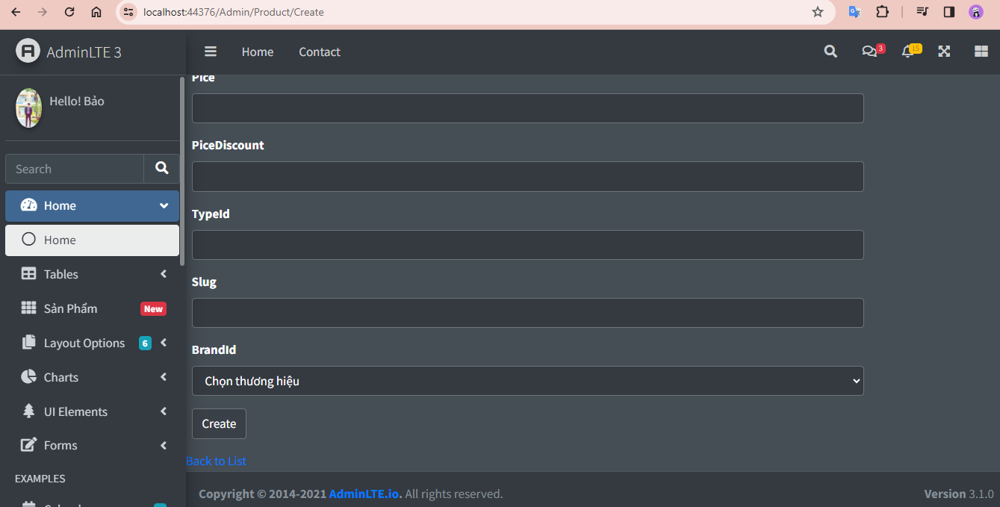 localhost:44376/Admin/Product/Create
AdminLTE 3
Home
Contact
3
15
Hello! Bảo
Search
Home
Home
Tables
Sản Phẩm New
Layout Options 6
Charts
UI Elements
Forms
EXAMPLES
Pice
PiceDiscount
TypeId
Slug
BrandId
Chọn thương hiệu
Create
Back to List
Copyright © 2014-2021 AdminLTE.io. All rights reserved.
Version 3.1.0